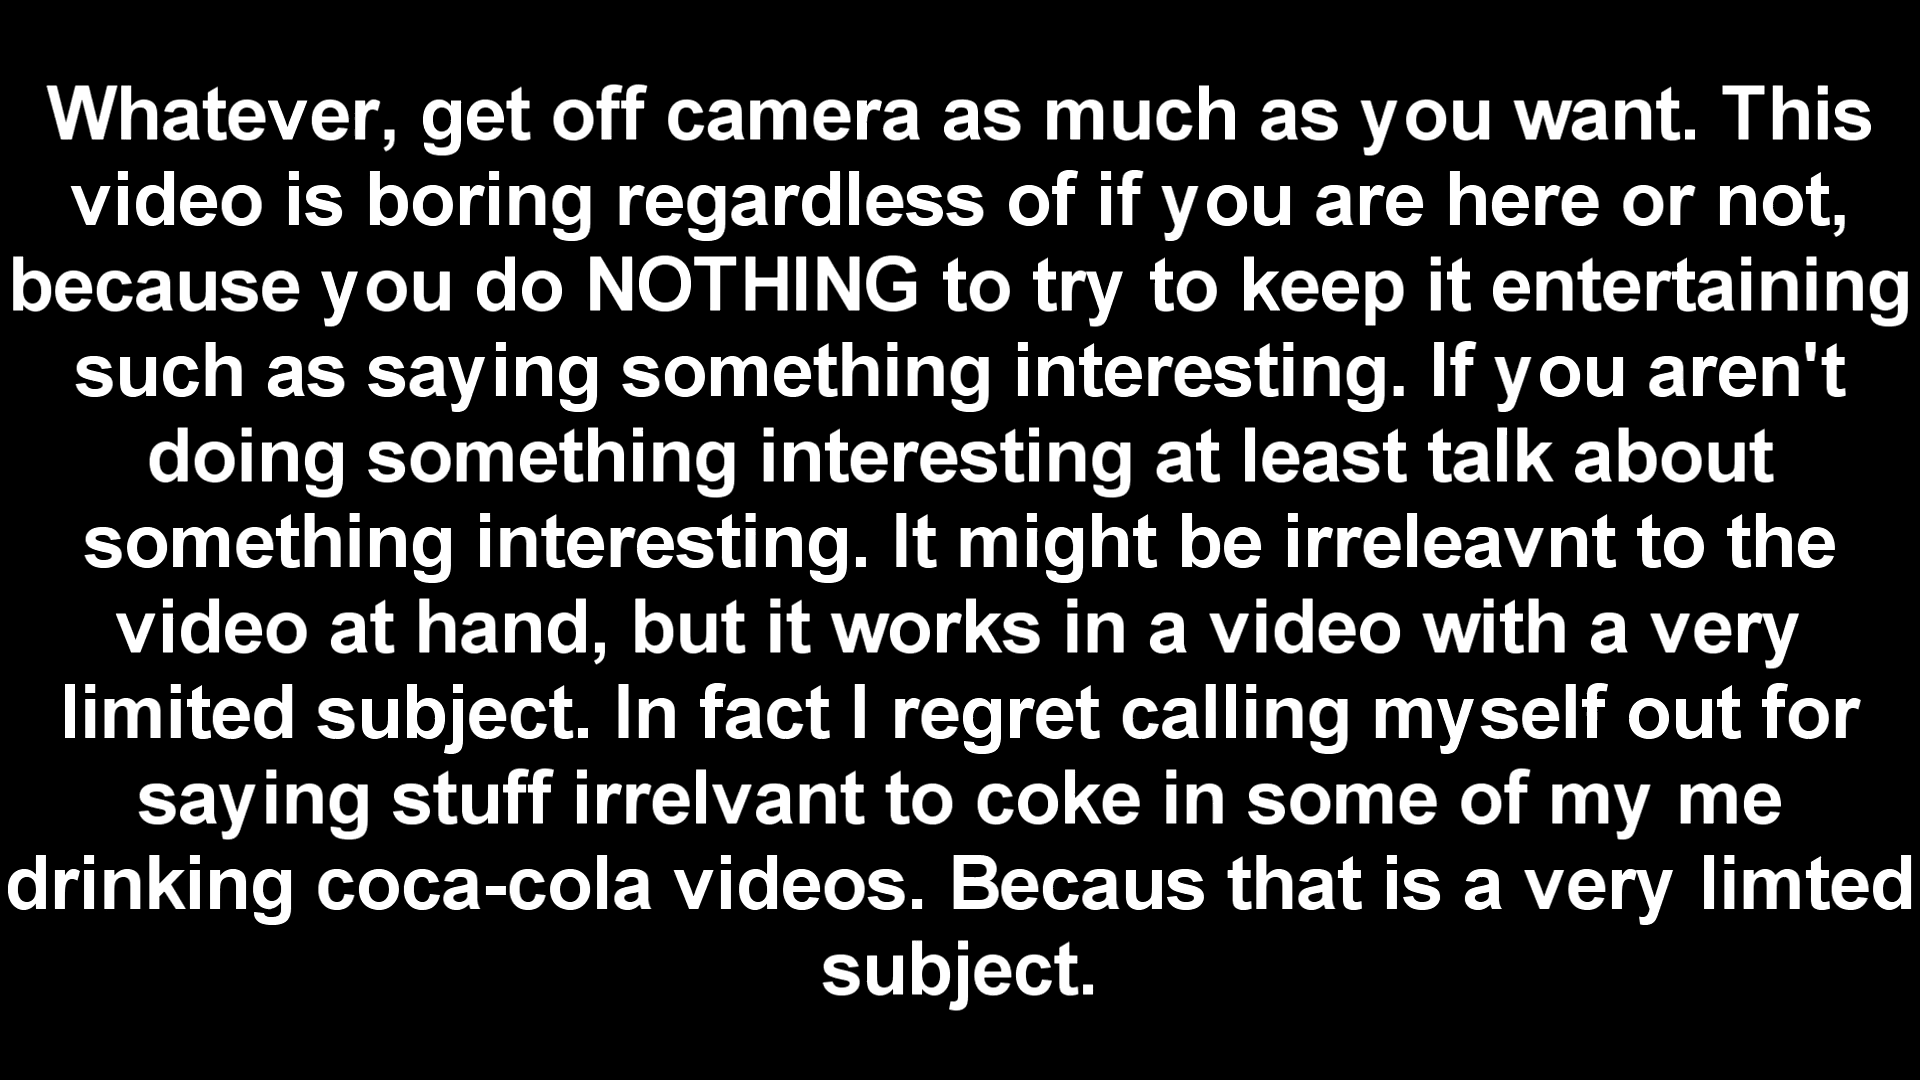 Whatever, get off camera as much as you want. This
video is boring regardless of if you are here or not,
because you do NOTHING to try to keep it entertaining
such as saying something interesting. If you aren't
doing something interesting at least talk about
something interesting. It might be irreleavnt to the
video at hand, but it works in a video with a very
limited subject. In fact I regret calling myself out for
saying stuff irrelvant to coke in some of my me
drinking coca-cola videos. Becaus that is a very limted
subject.